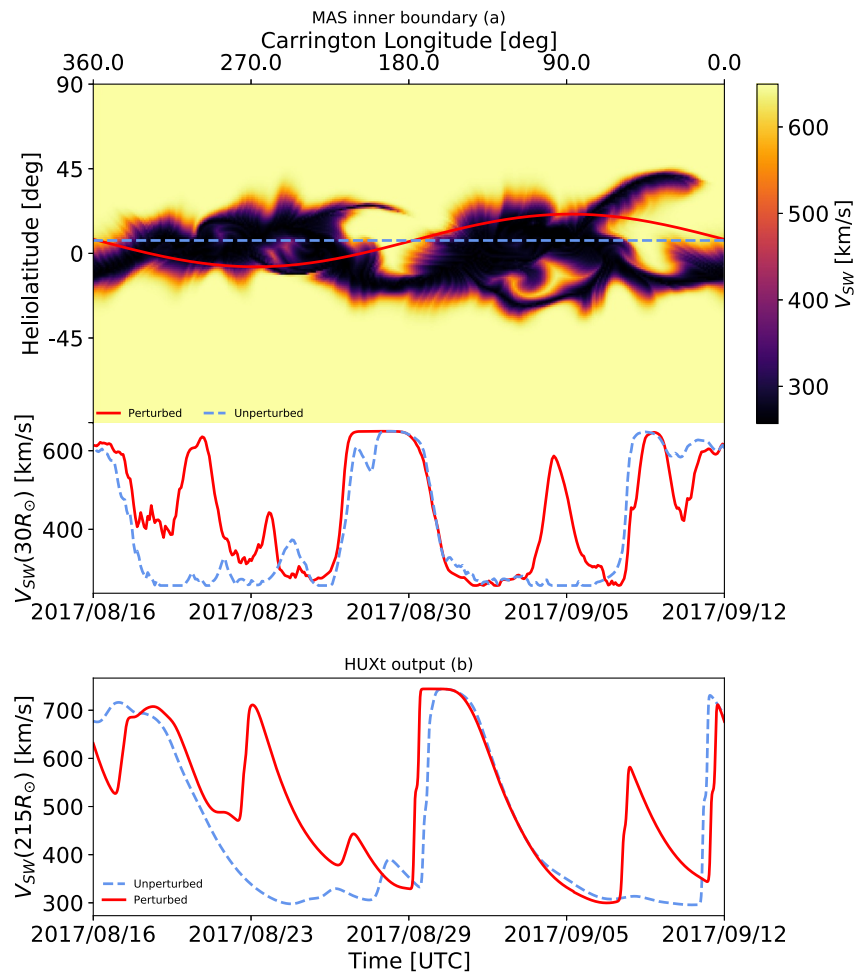 MAS inner boundary (a)
Carrington Longitude [deg]
360.0 270.0 180.0 90.0 0.0
90
45
0
-45
Heliolatitude [deg]
600
500
400
300
V_SW [km/s]
Perturbed Unperturbed
600
400
V_SW(30R_⊙) [km/s]
2017/08/16 2017/08/23 2017/08/30 2017/09/05 2017/09/12
HUXt output (b)
700
600
500
400
300
V_SW(215R_⊙) [km/s]
Unperturbed
Perturbed
2017/08/16 2017/08/23 2017/08/29 2017/09/05 2017/09/12
Time [UTC]